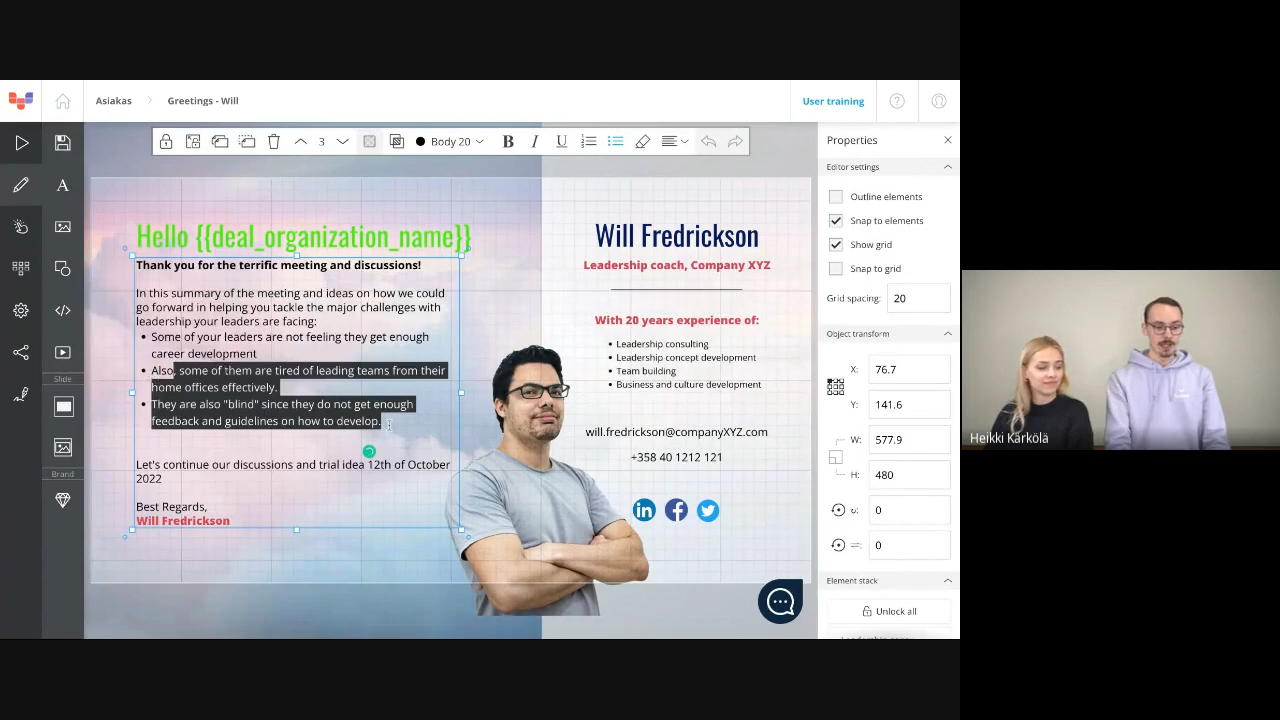 Asiakas
Greetings - Will
User training
3
Body 20
B
I
U
Properties
Editor settings
Outline elements
Snap to elements
Show grid
Snap to grid
Grid spacing:
20
Object transform
X:
76.7
Y:
141.6
W:
577.9
H:
480
0
0
Element stack
Unlock all
A
Slide
Brand
Hello {{deal_organization_name}}
Thank you for the terrific meeting and discussions!
In this summary of the meeting and ideas on how we could
go forward in helping you tackle the major challenges with
leadership your leaders are facing:
• Some of your leaders are not feeling they get enough
career development
• Also, some of them are tired of leading teams from their
home offices effectively.
• They are also "blind" since they do not get enough
feedback and guidelines on how to develop.
Let's continue our discussions and trial idea 12th of October
2022
Best Regards,
Will Fredrickson
Will Fredrickson
Leadership coach, Company XYZ
With 20 years experience of:
• Leadership consulting
• Leadership concept development
• Team building
• Business and culture development
will.fredrickson@companyXYZ.com
+358 40 1212 121
in
f
Heikki Kärkölä